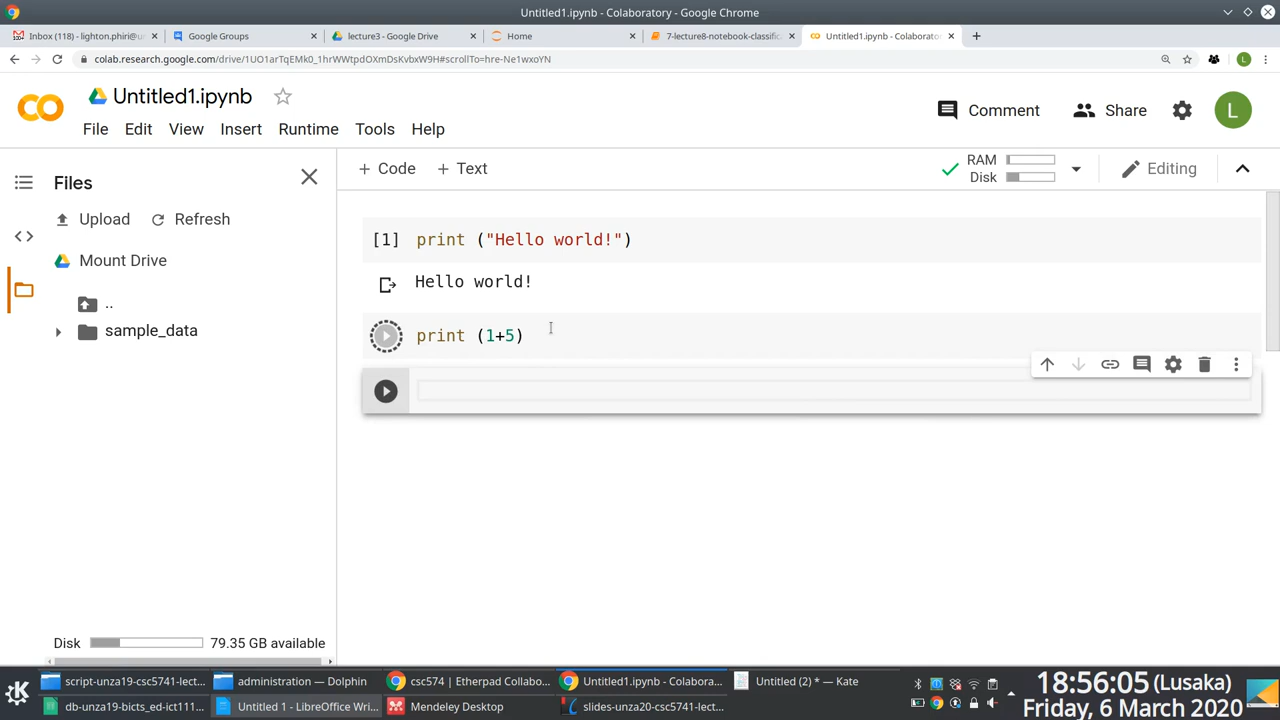 Untitled1.ipynb - Colaboratory - Google Chrome
Inbox (118) - lighton.phiri@u
Google Groups
lecture3 - Google Drive
Home
7-lecture8-notebook-classific
Untitled1.ipynb - Colaborato
colab.research.google.com/drive/1UO1arTqEMk0_1hrWWtpdOXmDsKvbxW9H#scrollTo=hre-Ne1wxoYN
L
CO
Untitled1.ipynb
Comment
Share
L
File Edit View Insert Runtime Tools Help
Files
+ Code + Text
RAM
Disk
Editing
Upload
Refresh
Mount Drive
..
sample_data
[1] print ("Hello world!")
Hello world!
print (1+5)
Disk 79.35 GB available
script-unza19-csc5741-lect...
administration — Dolphin
csc574 | Etherpad Collabo...
Untitled1.ipynb - Colabora...
Untitled (2) * — Kate
db-unza19-bicts_ed-ict111...
Untitled 1 - LibreOffice Wri...
Mendeley Desktop
slides-unza20-csc5741-lect...
18:56:05 (Lusaka)
Friday, 6 March 2020